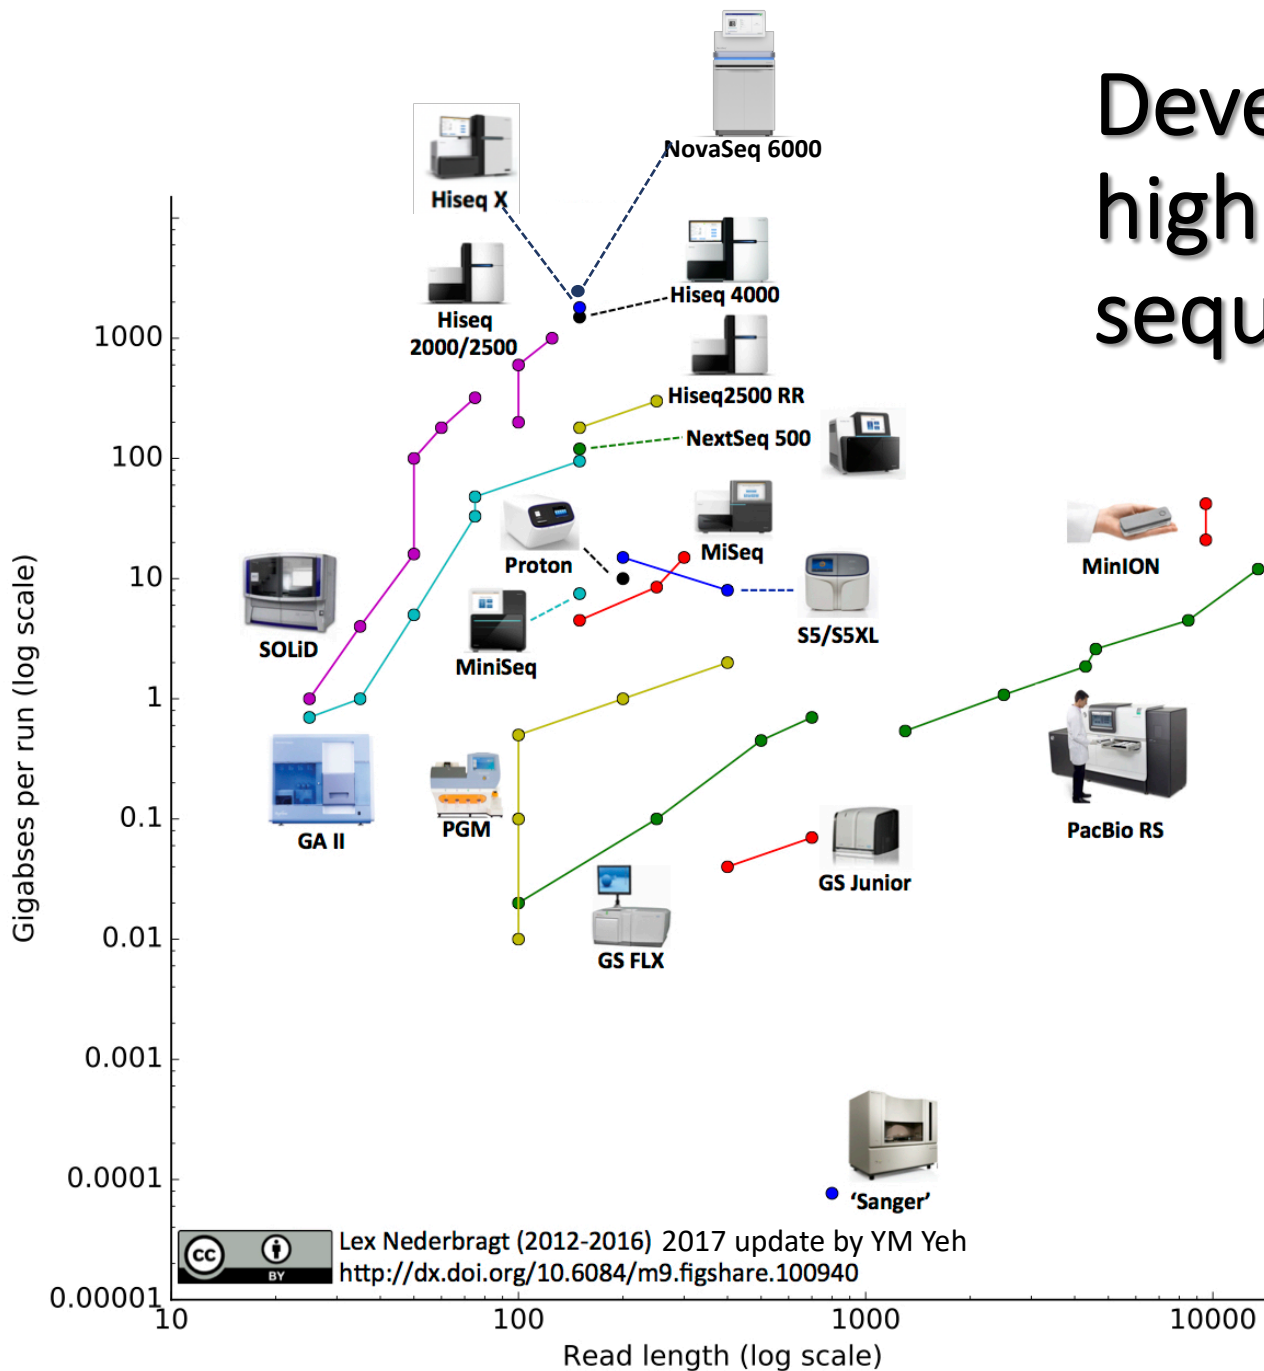 Deve
high
sequ
NovaSeq 6000
Hiseq X
Hiseq 4000
Hiseq
2000/2500
Hiseq2500 RR
NextSeq 500
MiSeq
Proton
MinION
S5/S5XL
SOLiD
MiniSeq
GA II
PGM
PacBio RS
GS Junior
GS FLX
'Sanger'
1000
100
10
1
0.1
0.01
0.001
0.0001
0.00001
Gigabses per run (log scale)
cc
BY
Lex Nederbragt (2012-2016) 2017 update by YM Yeh
http://dx.doi.org/10.6084/m9.figshare.100940
10
100
1000
10000
Read length (log scale)